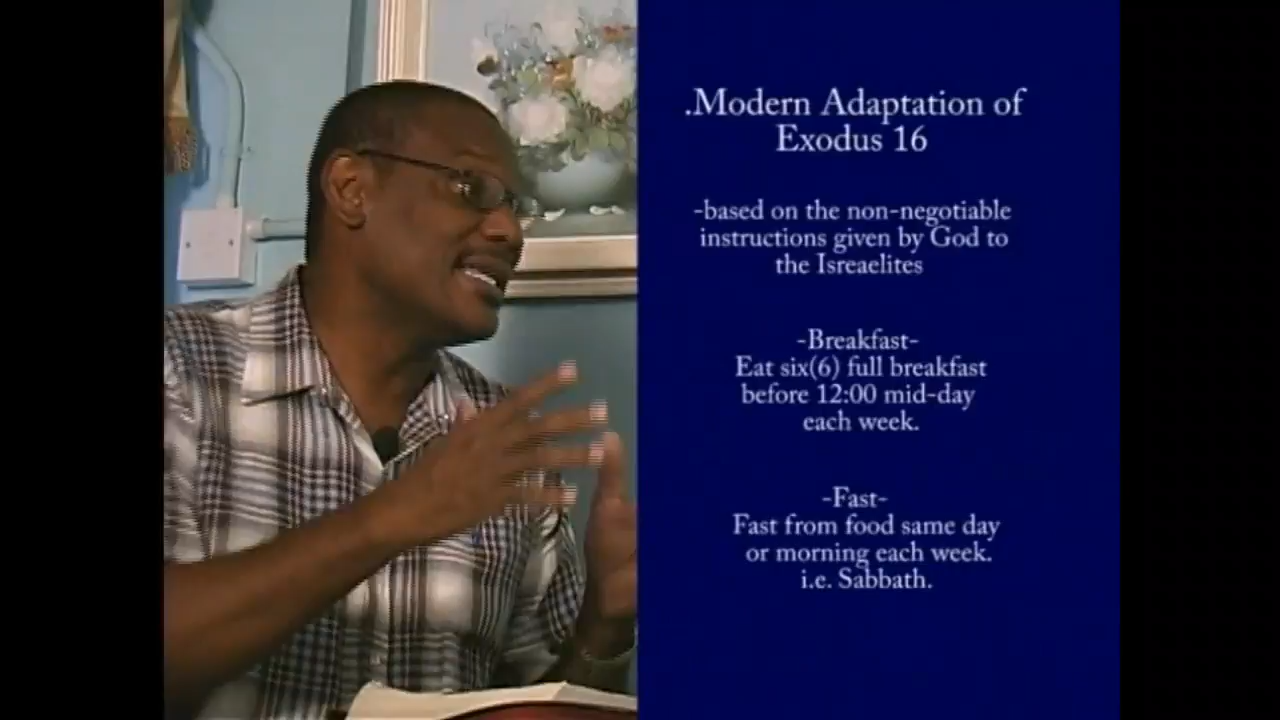 .Modern Adaptation of
Exodus 16
-based on the non-negotiable
instructions given by God to
the Isreaelites
-Breakfast-
Eat six(6) full breakfast
before 12:00 mid-day
each week.
-Fast-
Fast from food same day
or morning each week.
i.e. Sabbath.